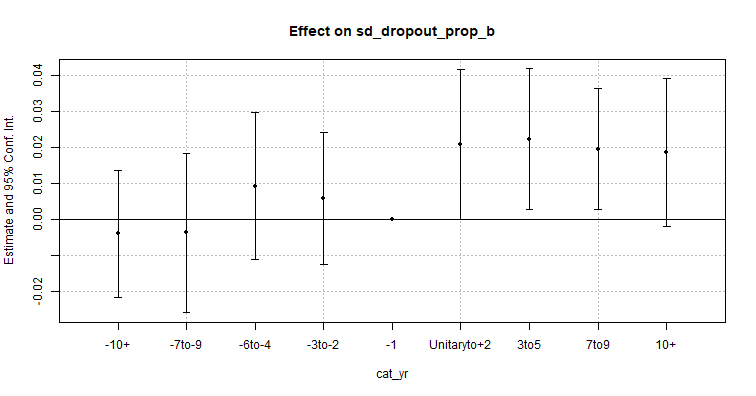 Effect on sd_dropout_prop_b
Estimate and 95% Conf. Int.
0.04
0.03
0.02
0.01
0.00
-0.02
-10+ -7to-9 -6to-4 -3to-2 -1 Unitaryto+2 3to5 7to9 10+
cat_yr